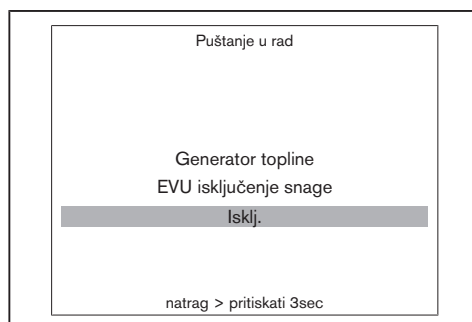 Puštanje u rad
Generator topline
EVU isključenje snage
Isklj.
natrag > pritiskati 3sec